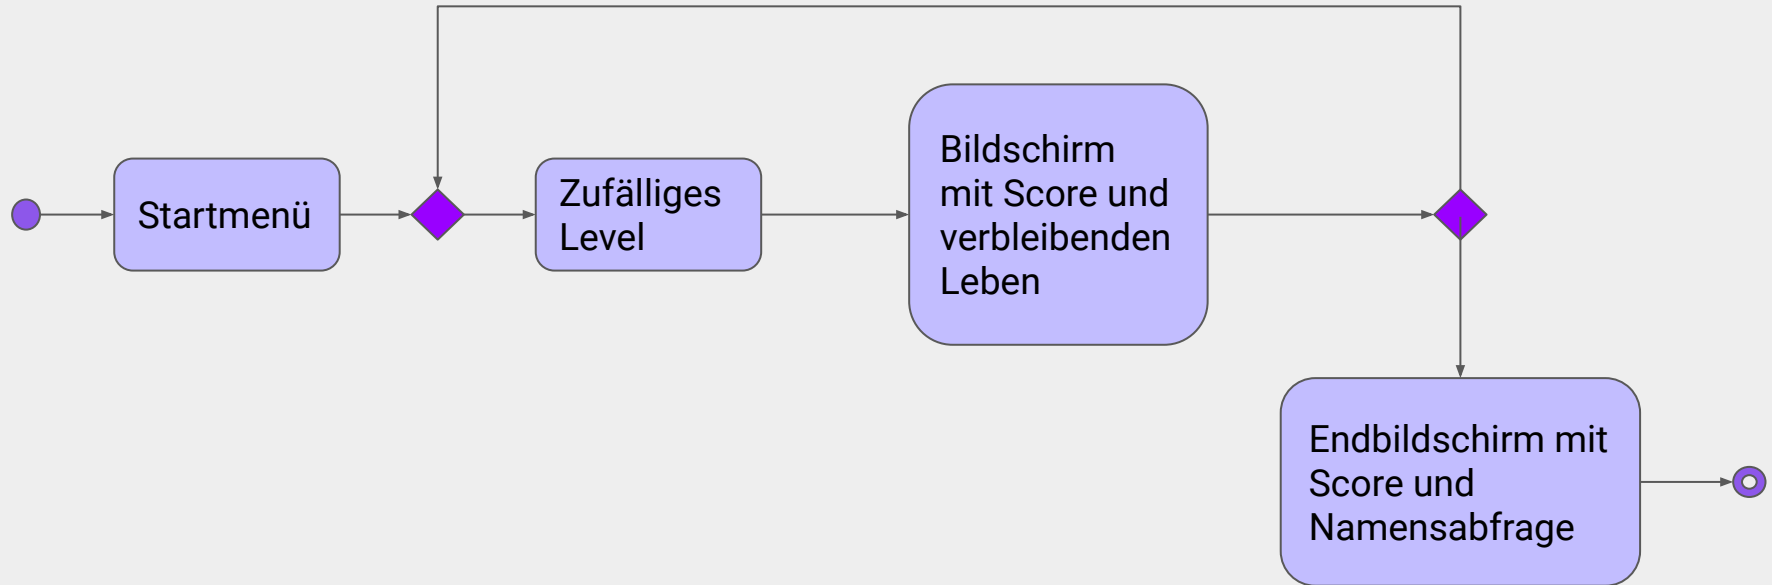 Startmenü
Zufälliges
Level
Bildschirm
mit Score und
verbleibenden
Leben
Endbildschirm mit
Score und
Namensabfrage